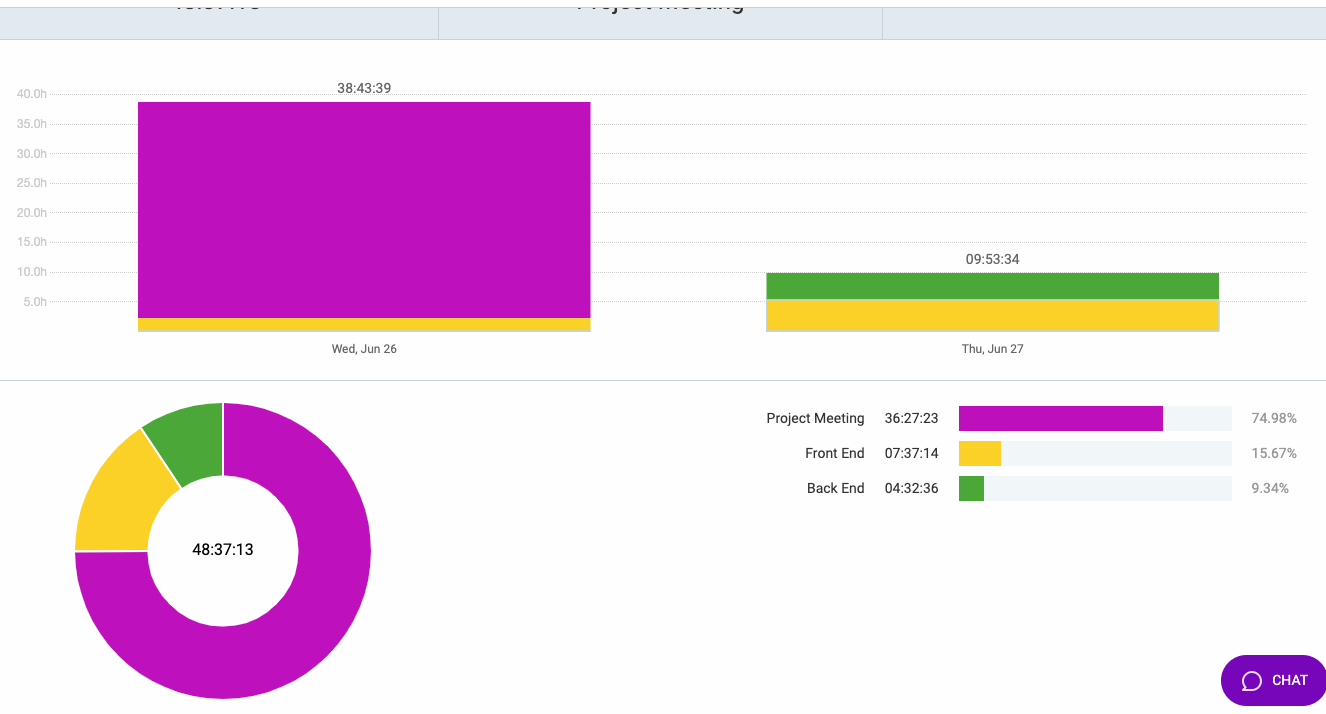 Project Meeting
38:43:39
40.0h
35.0h
30.0h
25.0h
20.0h
15.0h
09:53:34
10.0h
5.0h
Wed, Jun 26 Thu, Jun 27
Project Meeting 36:27:23 74.98%
Front End 07:37:14 15.67%
Back End 04:32:36 9.34%
48:37:13
CHAT